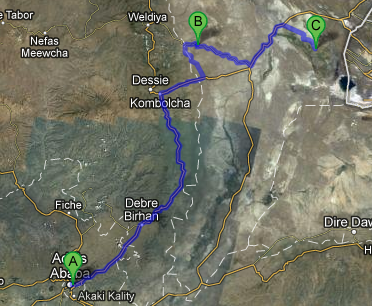 e Tabor
Weldiya
B
C
Nefas
Meewcha
Dessie
Kombolcha
Fiche
Debre
Birhan
Dire Daw
A
Addis
Ababa
H
Akaki Kality